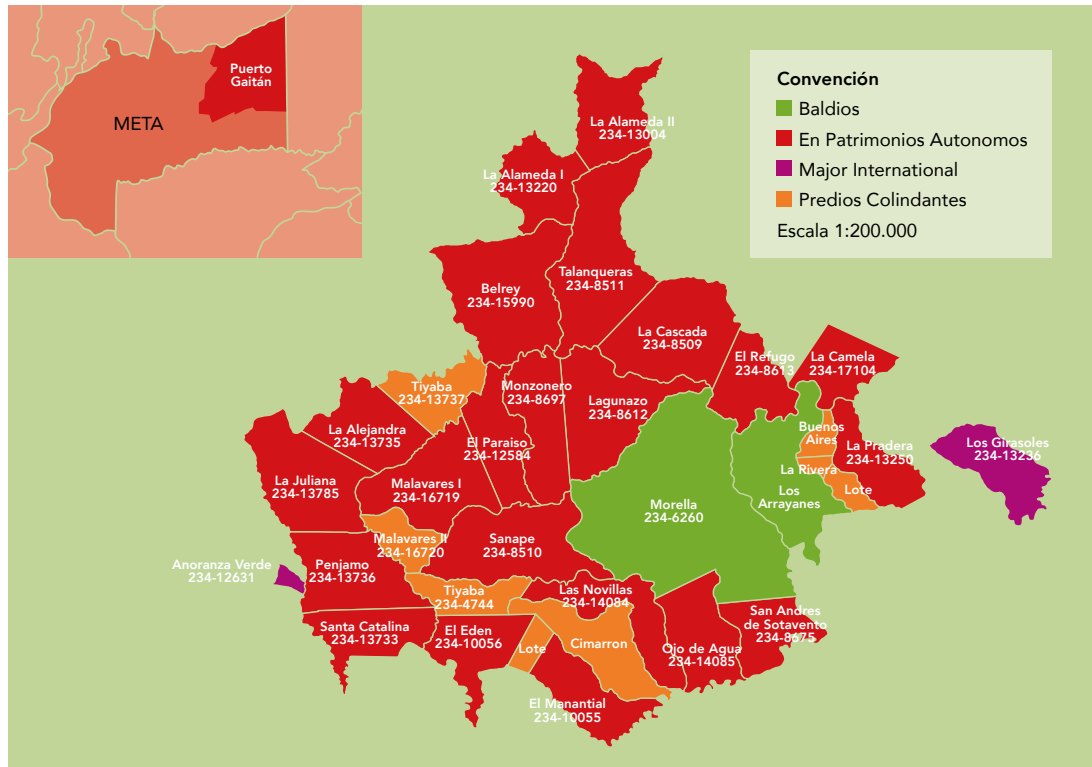 Puerto
Gaitán
META
Convención
Baldios
En Patrimonios Autonomos
Major International
Predios Colindantes
Escala 1:200.000
La Alameda II
234-13004
La Alameda I
234-13220
Talanqueras
234-8511
Belrey
234-15990
La Cascada
234-8509
El Refugo
234-8613
La Camela
234-17104
Tiyaba
234-13737
Monzonero
234-8697
Lagunazo
234-8612
La Alejandra
234-13735
El Paraiso
234-12584
Buenos
Aires
La Pradera
234-13250
Los Girasoles
234-13236
La Juliana
234-13785
Malavares I
234-16719
La Rivera
Lote
Los
Arrayanes
Morella
234-6260
Malavares II
234-16720
Sanape
234-8510
Anoranza Verde
234-12631
Penjamo
234-13736
Tiyaba
234-4744
Las Novillas
234-14084
Santa Catalina
234-13733
El Eden
234-10056
Lote
Cimarron
Ojo de Agua
234-14085
San Andres
de Sotavento
234-8675
El Manantial
234-10055